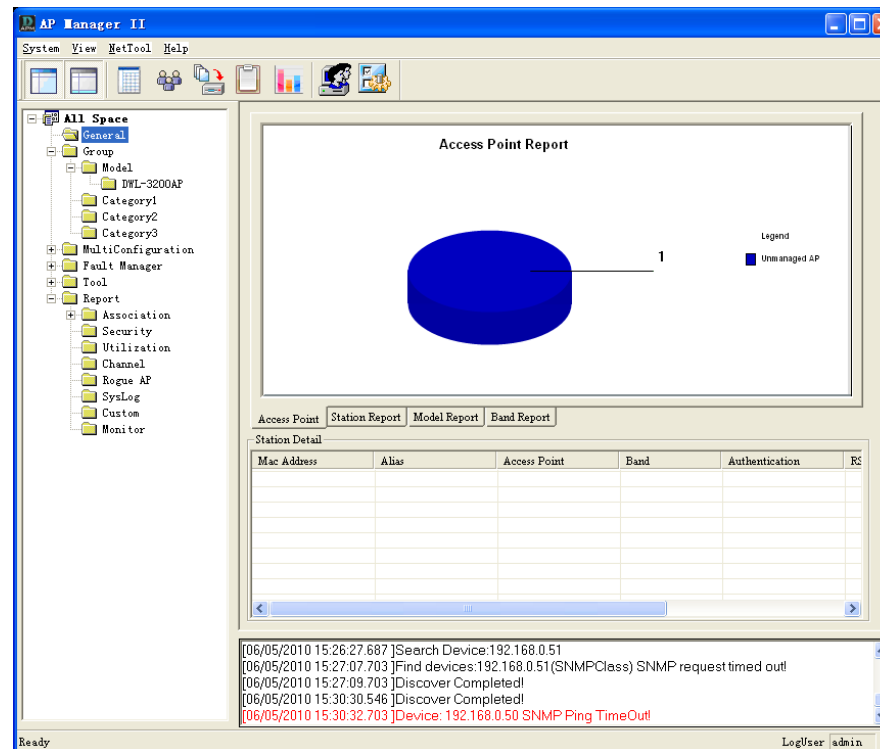 AP Manager II
System View NetTool Help
All Space
General
Group
Model
DWL-3200AP
Category1
Category2
Category3
MultiConfiguration
Fault Manager
Tool
Report
Association
Security
Utilization
Channel
Rogue AP
SysLog
Custom
Monitor
Access Point Report
1
Legend
Unmanaged AP
Access Point Station Report Model Report Band Report
Station Detail
Mac Address Alias Access Point Band Authentication RS
[06/05/2010 15:26:27.687 ]Search Device:192.168.0.51
[06/05/2010 15:27:07.703 ]Find devices:192.168.0.51(SNMPClass) SNMP request timed out!
[06/05/2010 15:27:09.703 ]Discover Completed!
[06/05/2010 15:30:30.546 ]Discover Completed!
[06/05/2010 15:30:32.703 ]Device: 192.168.0.50 SNMP Ping TimeOut!
Ready LogUser admin